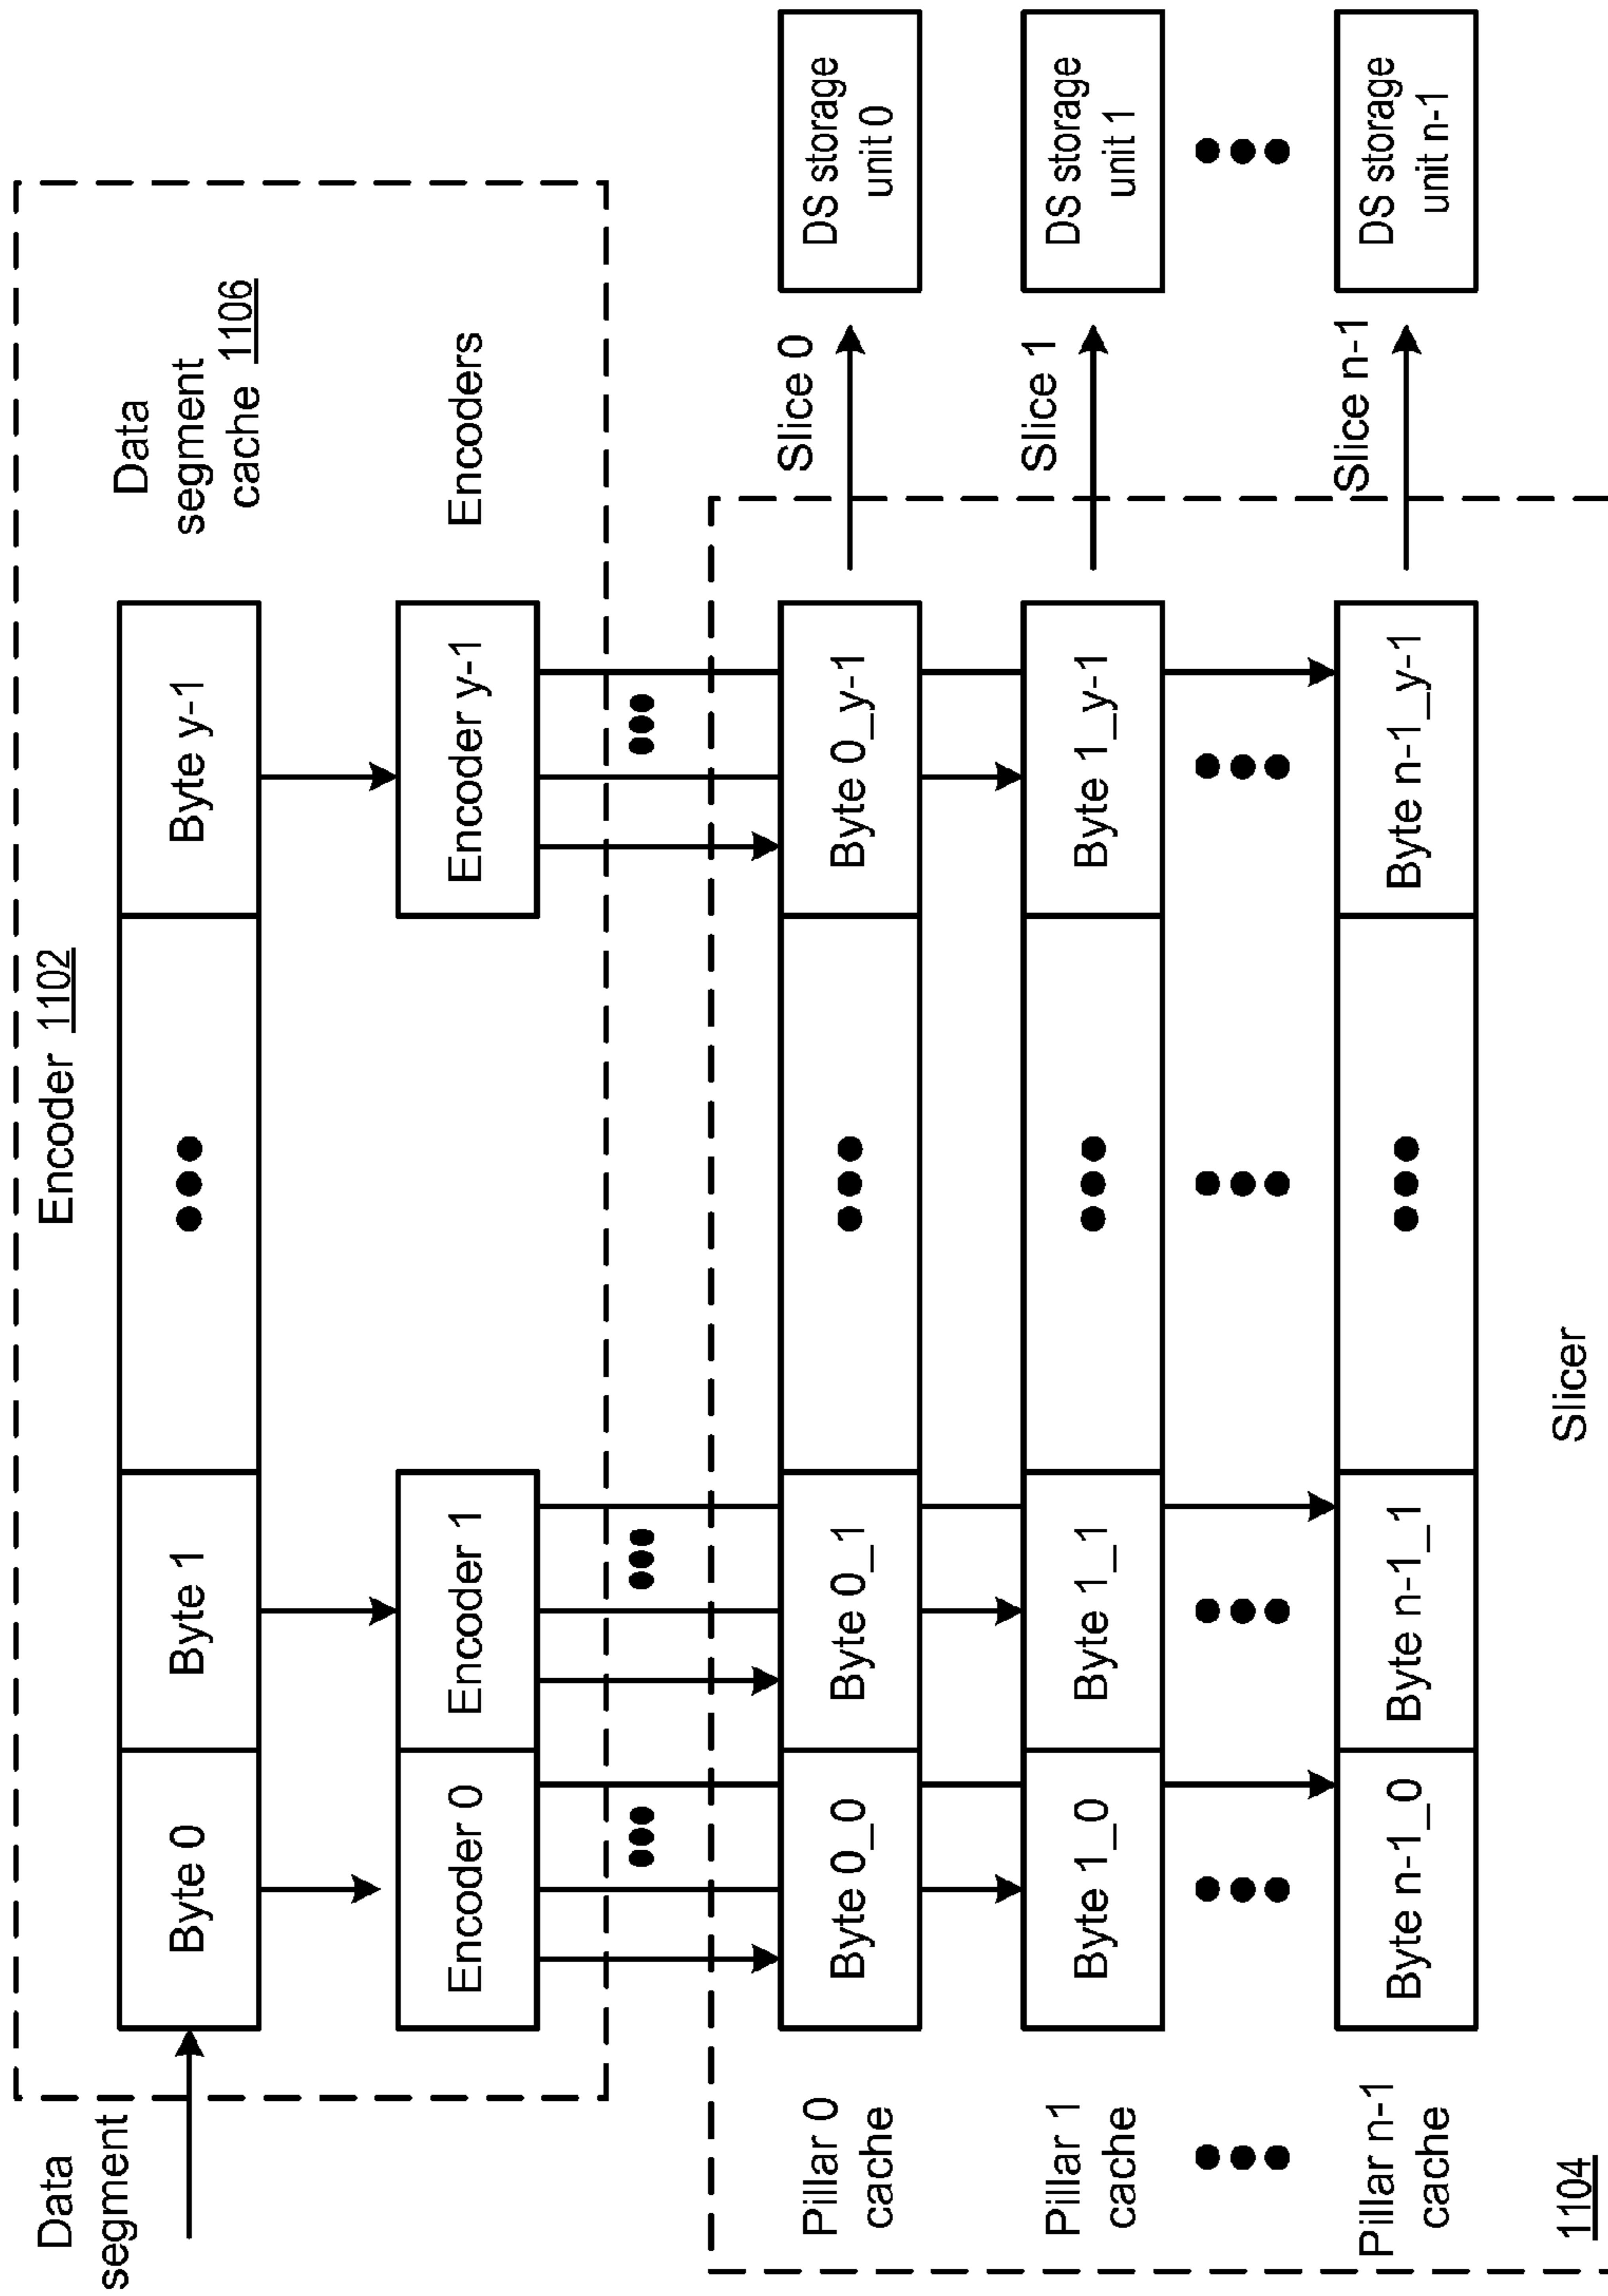 Encoder 1102
Data
segment
Byte 0
Byte 1
Byte y-1
Data
segment
cache 1106
Encoder 0
Encoder 1
Encoder y-1
Encoders
Pillar 0
cache
Byte 0_0
Byte 0_1
Byte 0_y-1
Slice 0
DS storage
unit 0
Pillar 1
cache
Byte 1_0
Byte 1_1
Byte 1_y-1
Slice 1
DS storage
unit 1
Pillar n-1
cache
Byte n-1_0
Byte n-1_1
Byte n-1_y-1
Slice n-1
DS storage
unit n-1
1104
Slicer